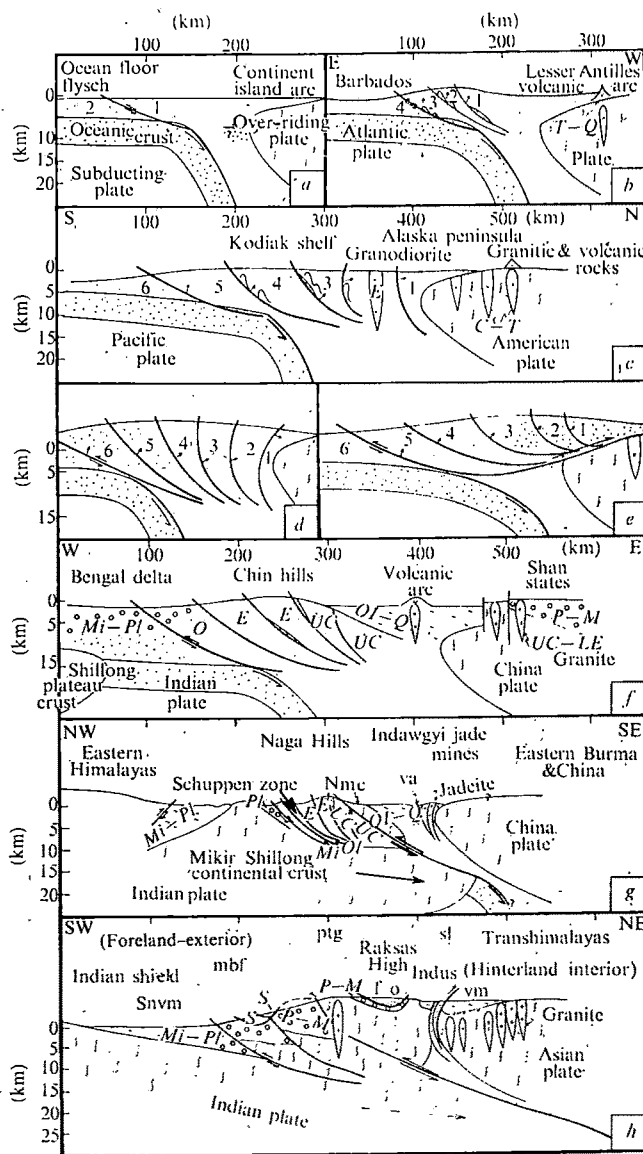 (km)
100 200
100 200 300
Ocean floor flysch
Continent island arc
0
5
10
15
20
(km)
2 1
Oceanic crust
Over-riding plate
Subducting plate
a
E W
Barbados
Lesser Antilles volcanic arc
4 3 2 1
Atlantic plate
T-Q
Plate
b
S 100 200 300 400 500 (km) N
Kodiak shelf
Alaska peninsula
Granodiorite
Granitic & volcanic rocks
0
5
10
15
20
(km)
6 5 4 3 E 1
C-T
Pacific plate
American plate
c
0
5
15
(km)
6 5 4 3 2 1
d
6 5 4 3 2 1
e
W 100 200 300 400 500 (km) E
Bengal delta
Chin hills
Volcanic arc
Shan states
0
5
10
15
20
(km)
Mi-Pl O E E UC UC Ol-Q P-M
UC-LE
Granite
Shillong plateau crust
Indian plate
China plate
f
NW SE
Eastern Himalayas
Naga Hills
Indawgyi jade mines
Eastern Burma & China
Schuppen zone
Nmc
va
Jadeite
0
5
10
15
20
(km)
Mi-Pl Pl E UC Ol-Q
Mi Ol
Mikir Shillong continental crust
Indian plate
China plate
g
SW NE
(Foreland-exterior)
ptg
sl
Transhimalayas
Indian shield
mbf
Raksas
High
Indus
(Hinterland interior)
Snvm
P-M
f o
vm
Granite
0
5
10
15
20
25
(km)
S S P M
Mi-Pl
Asian plate
Indian plate
h